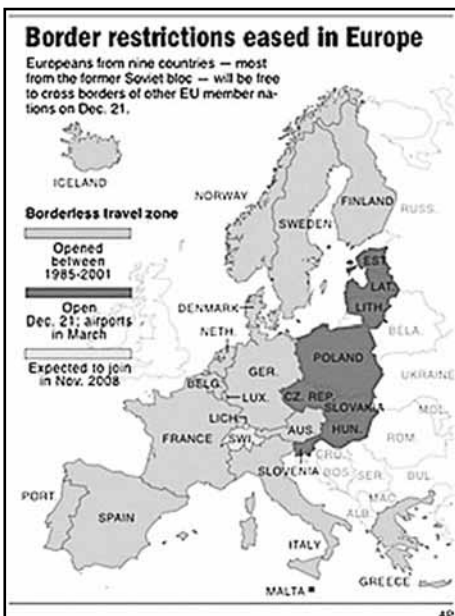 Border restrictions eased in Europe
Europeans from nine countries — most
from the former Soviet bloc — will be free
to cross borders of other EU member na-
tions on Dec. 21.
ICELAND
NORWAY
FINLAND
RUSS.
SWEDEN
Borderless travel zone
Opened
between
1985-2001
Open
Dec. 21; airports
in March
Expected to join
in Nov. 2008
EST.
LAT.
LITH.
DENMARK
NETH.
BELA.
POLAND
GER.
BELG.
UKRAINE
LUX.
CZ. REP.
SLOVAKIA
LICH.
MOL.
FRANCE
SWI.
AUS.
HUN.
ROM.
SLOVENIA
CRO.
BOS.
SER.
BUL.
PORT.
SPAIN
MAC.
ALB.
ITALY
GREECE
MALTA
AP